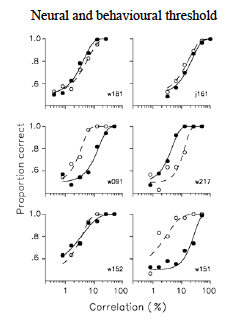 Neural and behavioural threshold
1.0
.8
.6
w181
j161
Proportion correct
1.0
.8
.6
w091
w217
1.0
.8
.6
w152
w151
1 10 100
1 10 100
Correlation (%)